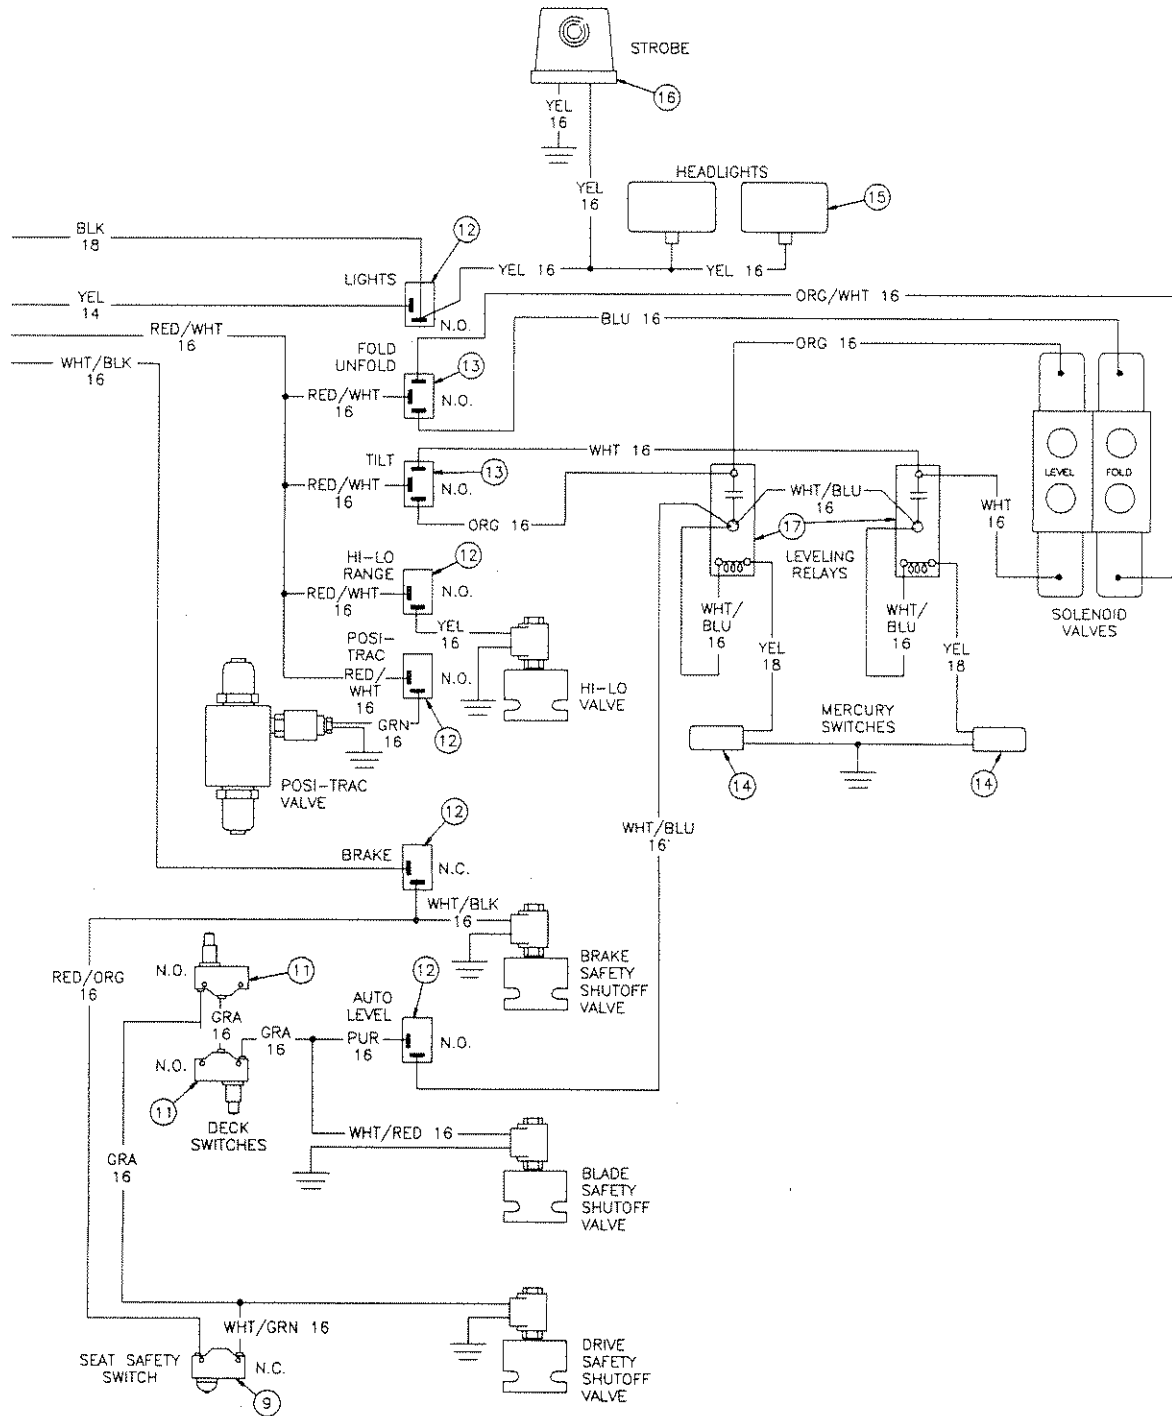 STROBE
16
YEL
16
HEADLIGHTS
15
YEL
16
BLK
18
12
LIGHTS
YEL 16
YEL 16
YEL
14
N.O.
ORG/WHT 16
RED/WHT
16
BLU 16
WHT/BLK
16
FOLD
UNFOLD
13
ORG 16
RED/WHT
16
N.O.
WHT 16
TILT
13
RED/WHT
16
N.O.
LEVEL
FOLD
WHT/BLU
16
ORG 16
17
WHT
16
LEVELING
RELAYS
HI-LO
RANGE
12
RED/WHT
16
N.O.
YEL
16
WHT/
BLU
16
YEL
18
WHT/
BLU
16
YEL
18
SOLENOID
VALVES
POSI-
TRAC
RED/
WHT
16
N.O.
HI-LO
VALVE
GRN
16
12
MERCURY
SWITCHES
14
14
POSI-TRAC
VALVE
12
WHT/BLU
16
BRAKE
N.C.
WHT/BLK
16
RED/ORG
16
N.O.
11
BRAKE
SAFETY
SHUTOFF
VALVE
12
AUTO
LEVEL
GRA
16
GRA
16
PUR
16
N.O.
N.O.
11
DECK
SWITCHES
WHT/RED 16
GRA
16
BLADE
SAFETY
SHUTOFF
VALVE
WHT/GRN 16
SEAT SAFETY
SWITCH
N.C.
9
DRIVE
SAFETY
SHUTOFF
VALVE